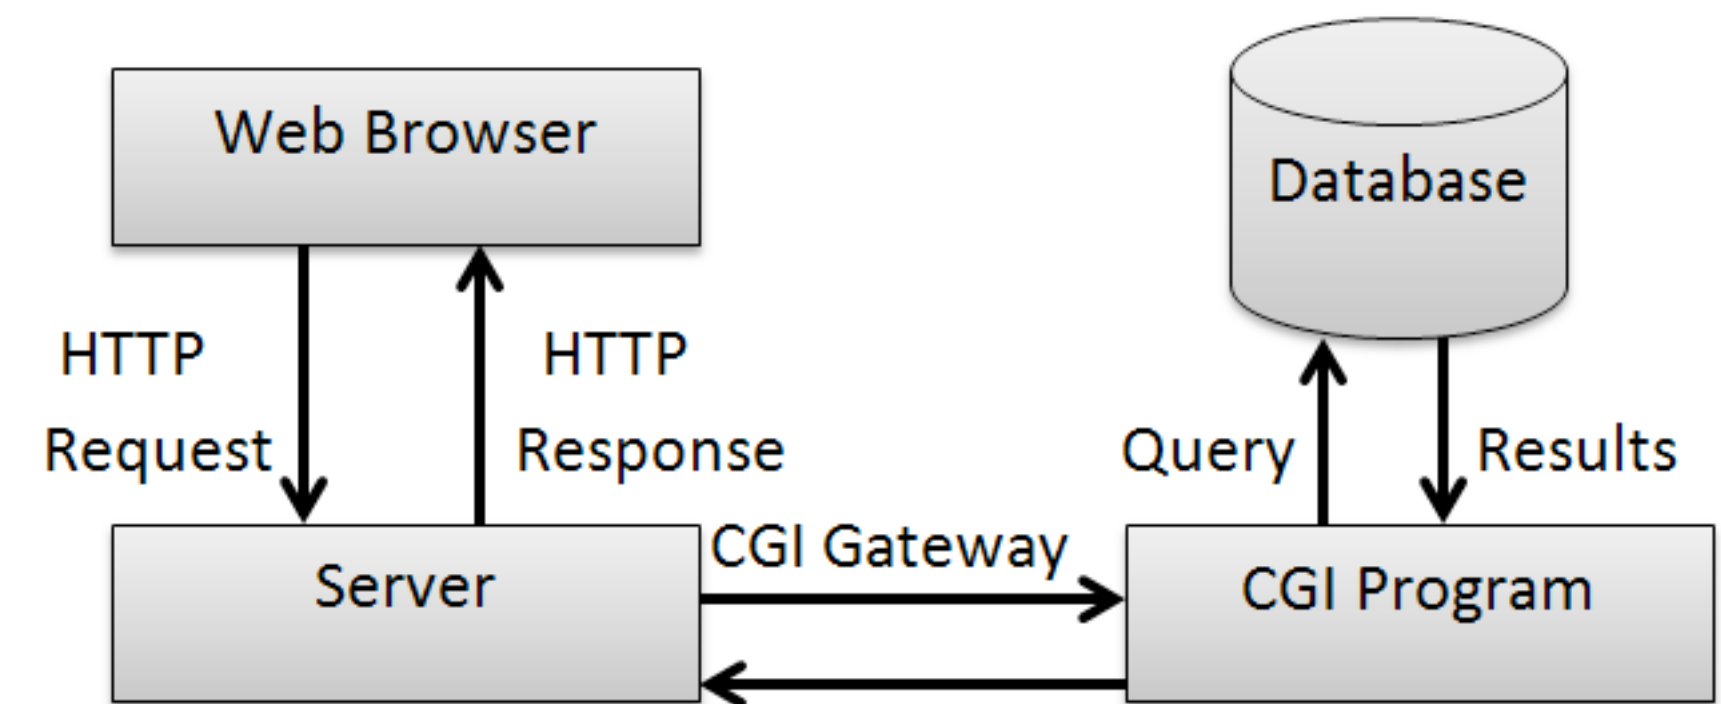 Web Browser
Database
HTTP
Request
HTTP
Response
Query
Results
CGI Gateway
Server
CGI Program